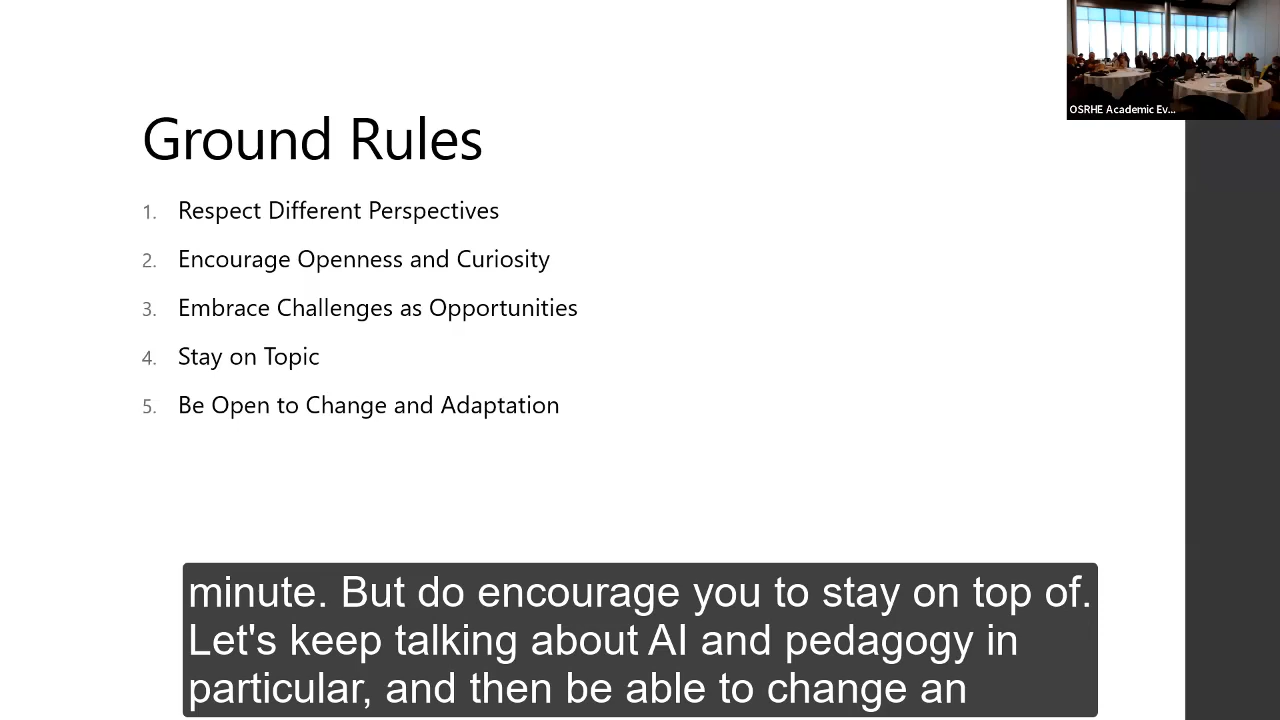 OSRHE Academic Ev...
Ground Rules
1. Respect Different Perspectives
2. Encourage Openness and Curiosity
3. Embrace Challenges as Opportunities
4. Stay on Topic
5. Be Open to Change and Adaptation
minute. But do encourage you to stay on top of.
Let's keep talking about AI and pedagogy in
particular, and then be able to change an